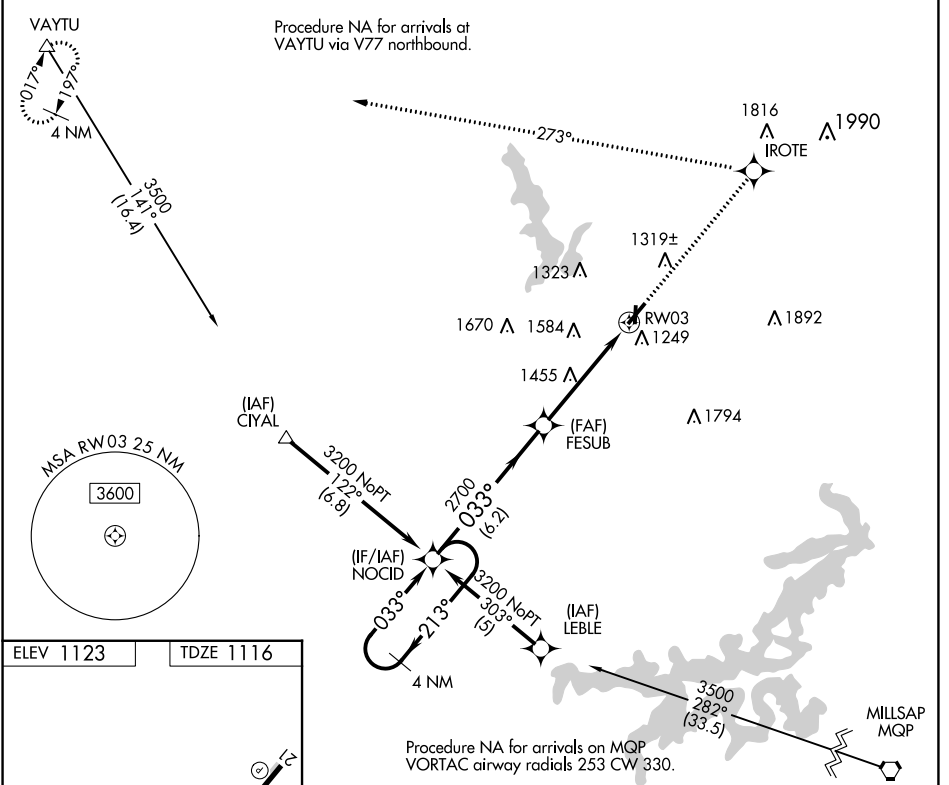 VAYTU
Procedure NA for arrivals at
VAYTU via V77 northbound.
017°
197°
4 NM
273°
1816
1990
IROTE
3500
141°
(16.4)
1319±
1323
1670
1584
RW03
1249
1892
1455
(FAF)
FESUB
1794
(IAF)
CIYAL
MSA RW03 25 NM
3600
3200 NoPT
122°
(6.8)
2700
033°
(6.2)
(IF/IAF)
NOCID
3200 NoPT
303°
(5)
(IAF)
LEBLE
033°
213°
4 NM
ELEV 1123
TDZE 1116
3500
282°
(33.5)
MILLSAP
MQP
Procedure NA for arrivals on MQP
VORTAC airway radials 253 CW 330.
P
21